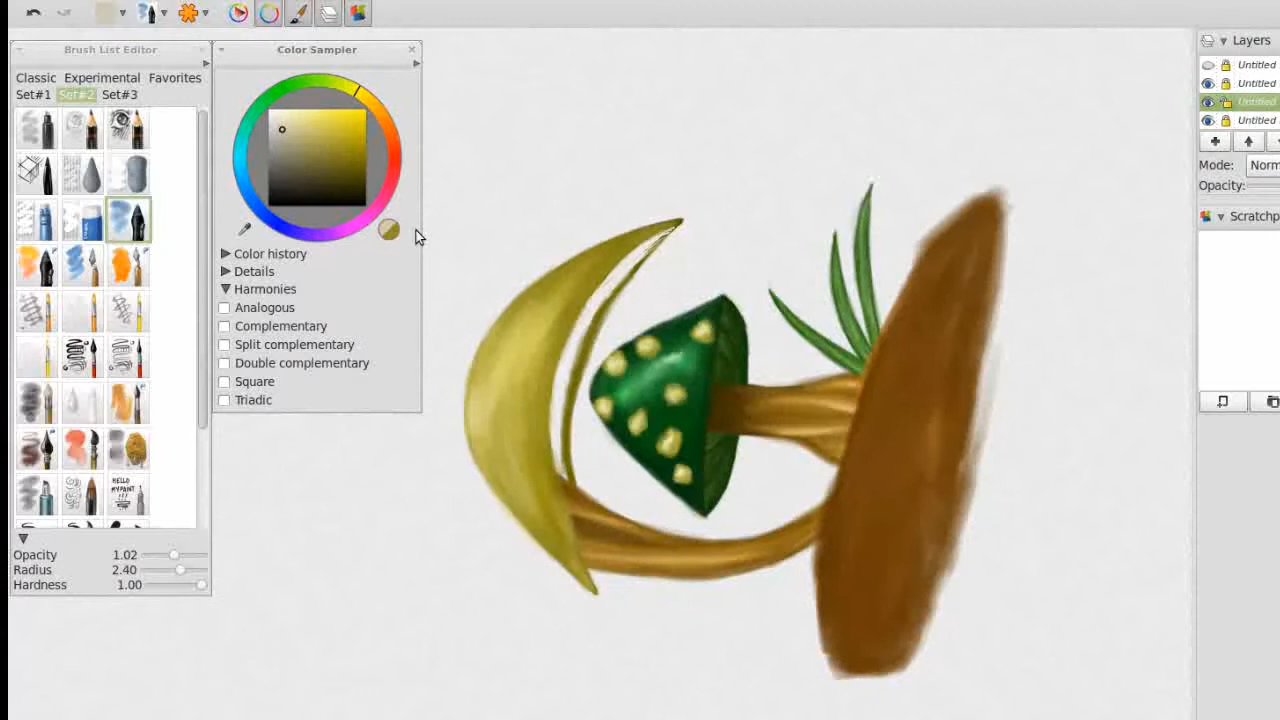 Brush List Editor
Color Sampler
Layers
Classic Experimental Favorites
Set#1 Set#2 Set#3
Untitled
Untitled
Untitled
Untitled
Mode: Norm
Opacity:
Scratchp
Color history
Details
Harmonies
Analogous
Complementary
Split complementary
Double complementary
Square
Triadic
HELLO
MYPAINT
Opacity 1.02
Radius 2.40
Hardness 1.00